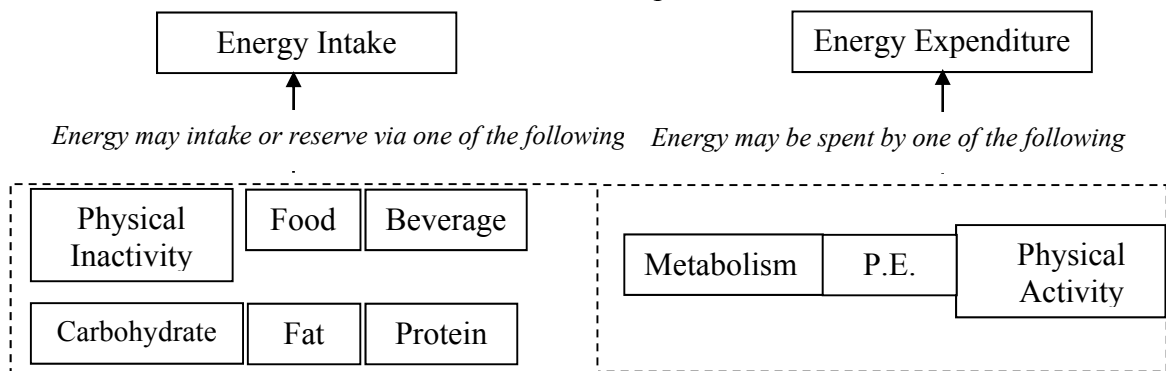 Energy Intake
Energy Expenditure
Energy may intake or reserve via one of the following
Energy may be spent by one of the following
Physical
Inactivity
Food
Beverage
Metabolism
P.E.
Physical
Activity
Carbohydrate
Fat
Protein